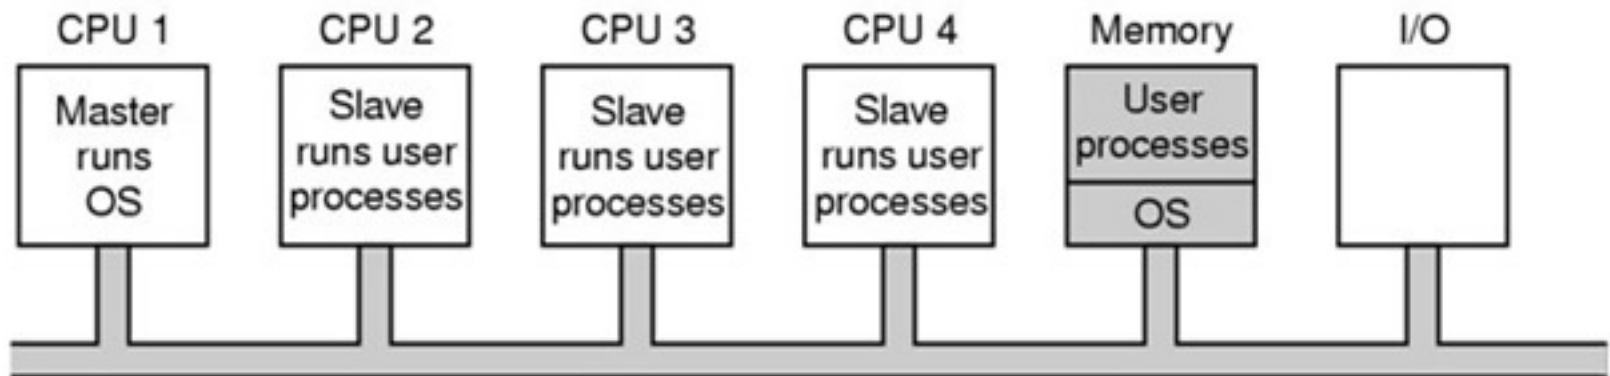 CPU 1
CPU 2
CPU 3
CPU 4
Memory
I/O
Master
runs
OS
Slave
runs user
processes
Slave
runs user
processes
Slave
runs user
processes
User
processes
OS